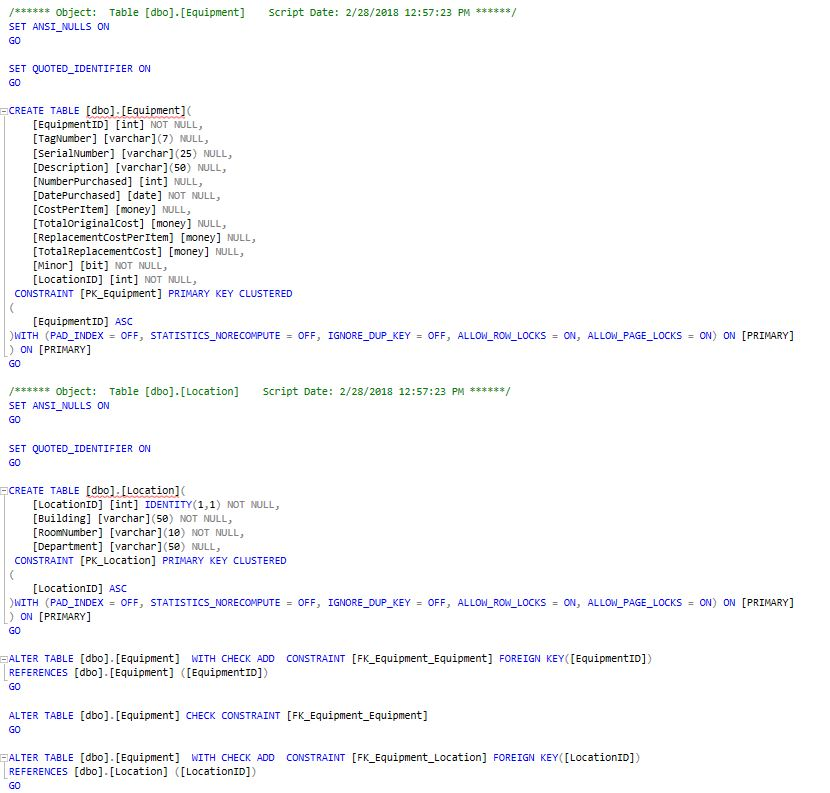 /****** Object:  Table [dbo].[Equipment]    Script Date: 2/28/2018 12:57:23 PM ******/
SET ANSI_NULLS ON
GO
SET QUOTED_IDENTIFIER ON
GO
CREATE TABLE [dbo].[Equipment](
[EquipmentID] [int] NOT NULL,
[TagNumber] [varchar](7) NULL,
[SerialNumber] [varchar](25) NULL,
[Description] [varchar](50) NULL,
[NumberPurchased] [int] NULL,
[DatePurchased] [date] NOT NULL,
[CostPerItem] [money] NULL,
[TotalOriginalCost] [money] NULL,
[ReplacementCostPerItem] [money] NULL,
[TotalReplacementCost] [money] NULL,
[Minor] [bit] NOT NULL,
[LocationID] [int] NOT NULL,
CONSTRAINT [PK_Equipment] PRIMARY KEY CLUSTERED
(
[EquipmentID] ASC
)WITH (PAD_INDEX = OFF, STATISTICS_NORECOMPUTE = OFF, IGNORE_DUP_KEY = OFF, ALLOW_ROW_LOCKS = ON, ALLOW_PAGE_LOCKS = ON) ON [PRIMARY]
) ON [PRIMARY]
GO
/****** Object:  Table [dbo].[Location]    Script Date: 2/28/2018 12:57:23 PM ******/
SET ANSI_NULLS ON
GO
SET QUOTED_IDENTIFIER ON
GO
CREATE TABLE [dbo].[Location](
[LocationID] [int] IDENTITY(1,1) NOT NULL,
[Building] [varchar](50) NOT NULL,
[RoomNumber] [varchar](10) NOT NULL,
[Department] [varchar](50) NULL,
CONSTRAINT [PK_Location] PRIMARY KEY CLUSTERED
(
[LocationID] ASC
)WITH (PAD_INDEX = OFF, STATISTICS_NORECOMPUTE = OFF, IGNORE_DUP_KEY = OFF, ALLOW_ROW_LOCKS = ON, ALLOW_PAGE_LOCKS = ON) ON [PRIMARY]
) ON [PRIMARY]
GO
ALTER TABLE [dbo].[Equipment]  WITH CHECK ADD  CONSTRAINT [FK_Equipment_Equipment] FOREIGN KEY([EquipmentID])
REFERENCES [dbo].[Equipment] ([EquipmentID])
GO
ALTER TABLE [dbo].[Equipment] CHECK CONSTRAINT [FK_Equipment_Equipment]
GO
ALTER TABLE [dbo].[Equipment]  WITH CHECK ADD  CONSTRAINT [FK_Equipment_Location] FOREIGN KEY([LocationID])
REFERENCES [dbo].[Location] ([LocationID])
GO